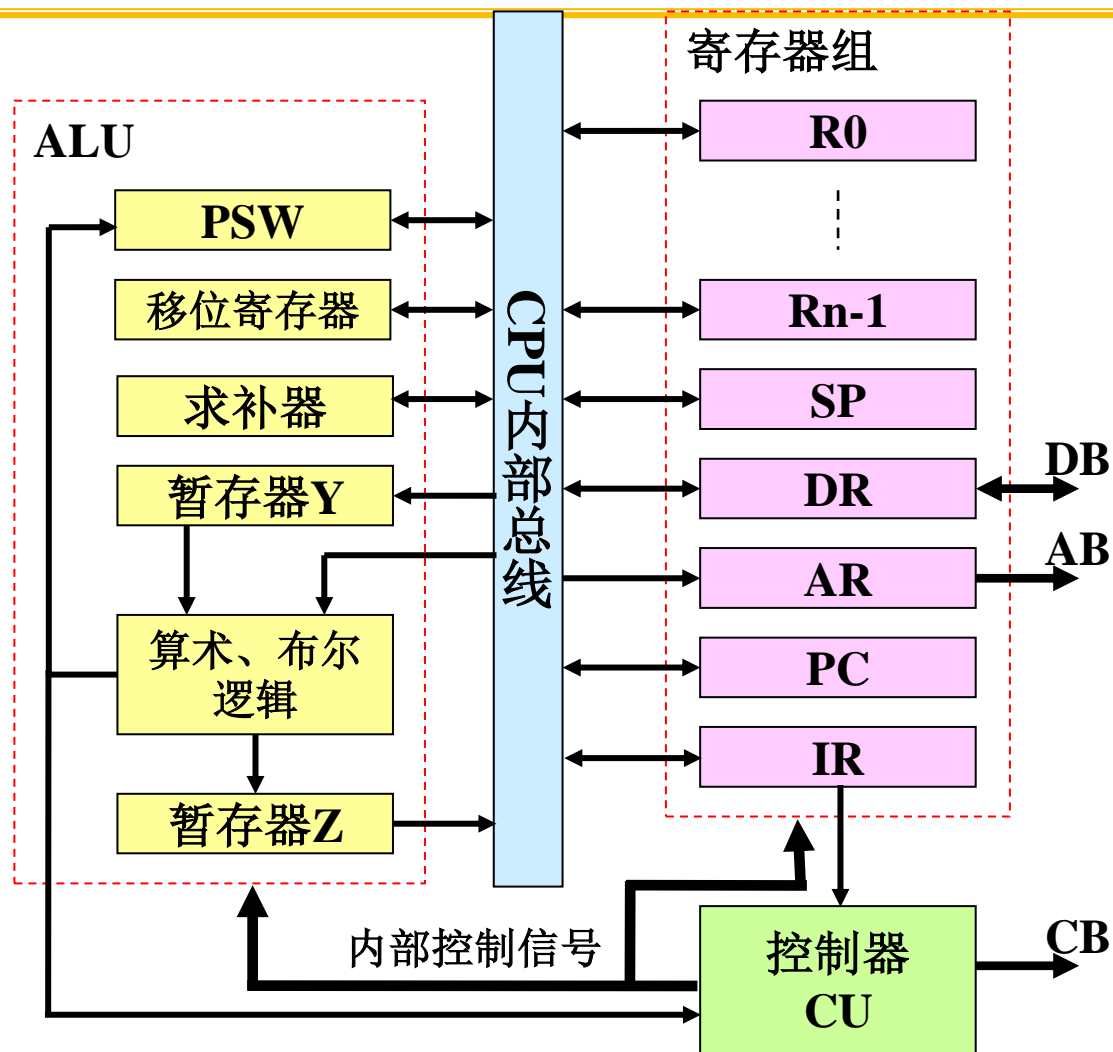 ALU
PSW
移位寄存器
求补器
暂存器Y
算术、布尔
逻辑
暂存器Z
CPU内部总线
寄存器组
R0
Rn-1
SP
DR
DB
AR
AB
PC
IR
内部控制信号
控制器
CU
CB